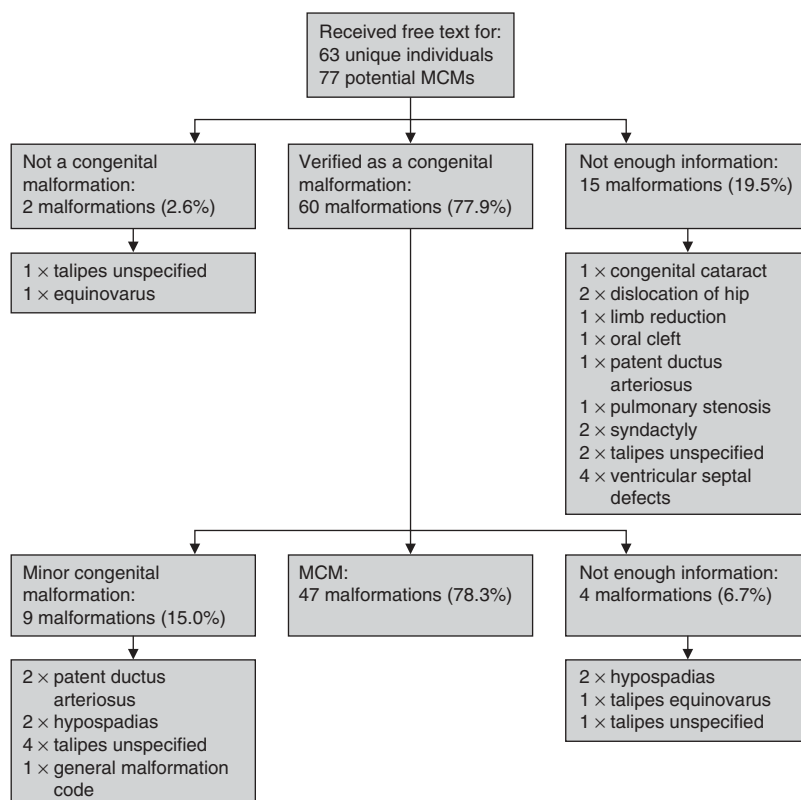 Received free text for:
63 unique individuals
77 potential MCMs
Not a congenital
malformation:
2 malformations (2.6%)
Verified as a congenital
malformation:
60 malformations (77.9%)
Not enough information:
15 malformations (19.5%)
1 × talipes unspecified
1 × equinovarus
1 × congenital cataract
2 × dislocation of hip
1 × limb reduction
1 × oral cleft
1 × patent ductus
arteriosus
1 × pulmonary stenosis
2 × syndactyly
2 × talipes unspecified
4 × ventricular septal
defects
Minor congenital
malformation:
9 malformations (15.0%)
MCM:
47 malformations (78.3%)
Not enough information:
4 malformations (6.7%)
2 × patent ductus
arteriosus
2 × hypospadias
4 × talipes unspecified
1 × general malformation
code
2 × hypospadias
1 × talipes equinovarus
1 × talipes unspecified